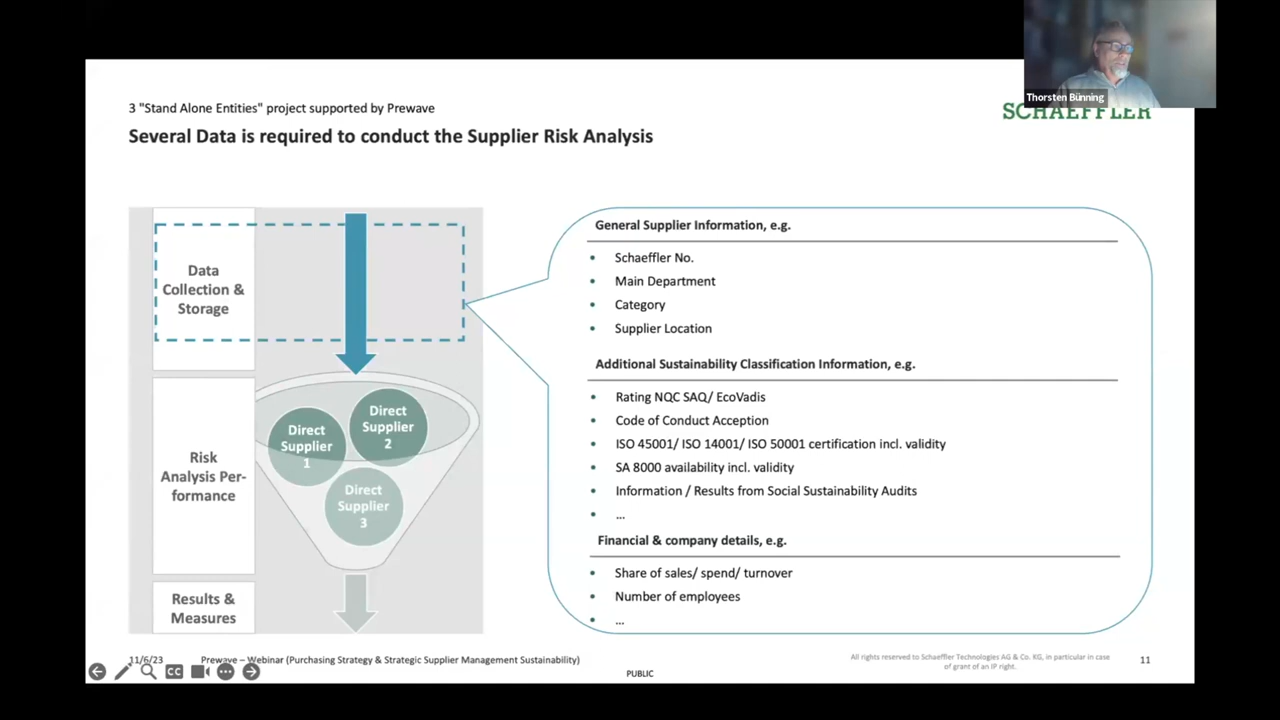 Thorsten Bünning
3 "Stand Alone Entities" project supported by Prewave
SCHAEFFLER
Several Data is required to conduct the Supplier Risk Analysis
Data
Collection &
Storage
Risk
Analysis Per-
formance
Results &
Measures
Direct
Supplier
1
Direct
Supplier
2
Direct
Supplier
3
General Supplier Information, e.g.
• Schaeffler No.
• Main Department
• Category
• Supplier Location
Additional Sustainability Classification Information, e.g.
• Rating NQC SAQ/ EcoVadis
• Code of Conduct Acception
• ISO 45001/ ISO 14001/ ISO 50001 certification incl. validity
• SA 8000 availability incl. validity
• Information / Results from Social Sustainability Audits
• ...
Financial & company details, e.g.
• Share of sales/ spend/ turnover
• Number of employees
• ...
11/6/23
Prewave – Webinar (Purchasing Strategy & Strategic Supplier Management Sustainability)
All rights reserved to Schaeffler Technologies AG & Co. KG, in particular in case
of grant of an IP right.
11
CC
PUBLIC